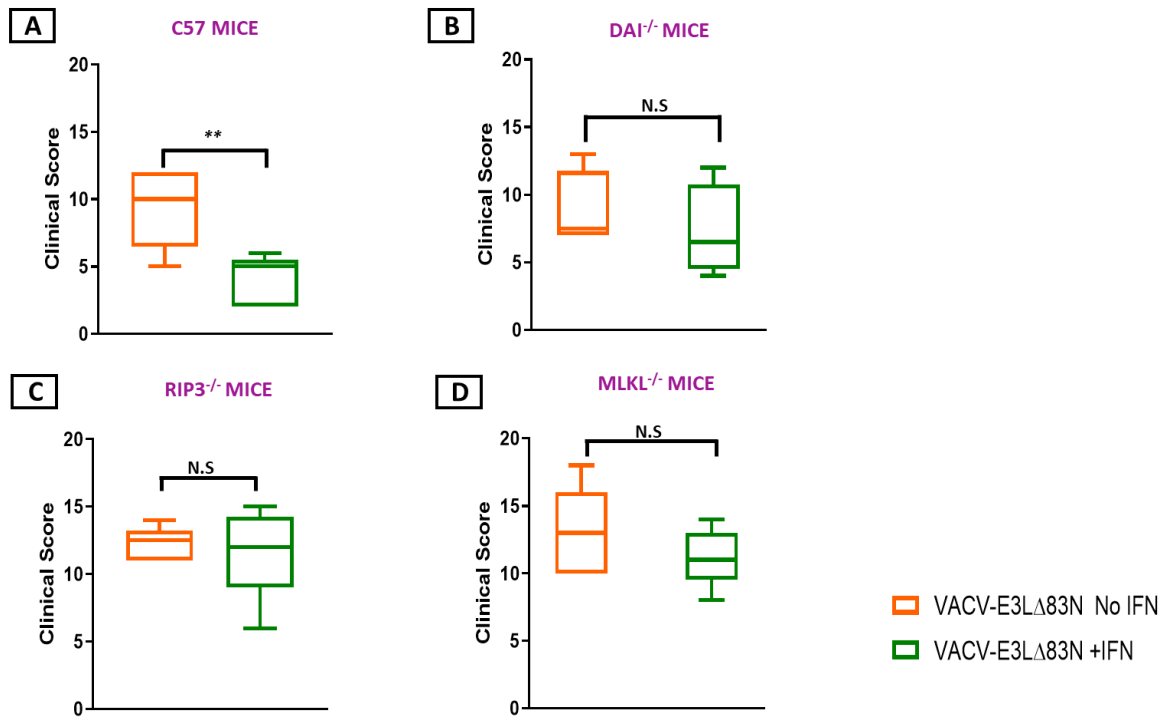 A
C57 MICE
20
15
10
5
0
Clinical Score
**
B
DAI-/- MICE
20
15
10
5
0
Clinical Score
N.S
C
RIP3-/- MICE
20
15
10
5
0
Clinical Score
N.S
D
MLKL-/- MICE
20
15
10
5
0
Clinical Score
N.S
VACV-E3LΔ83N No IFN
VACV-E3LΔ83N +IFN